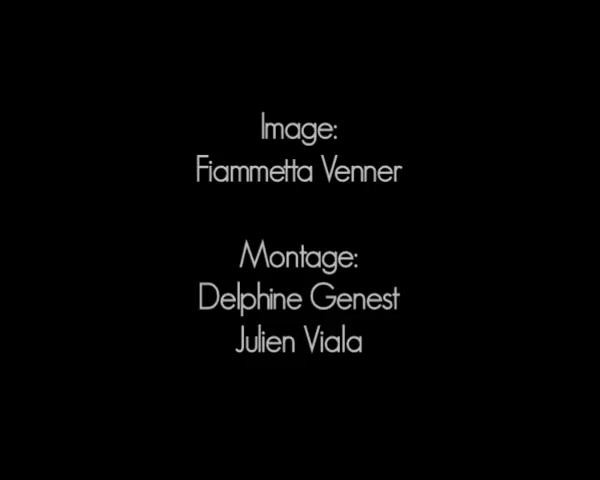 Image:
Fiammetta Venner
Montage:
Delphine Genest
Julien Viala